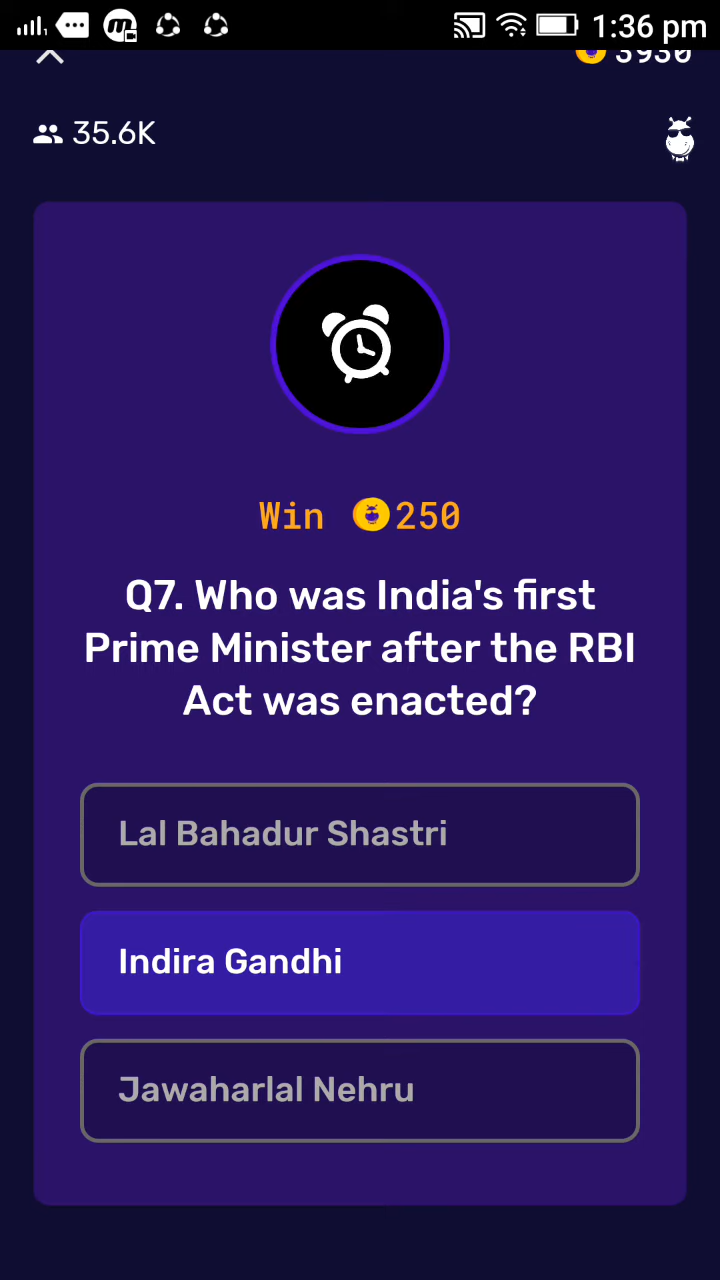 1:36 pm
3930
35.6K
Win 250
Q7. Who was India's first
Prime Minister after the RBI
Act was enacted?
Lal Bahadur Shastri
Indira Gandhi
Jawaharlal Nehru